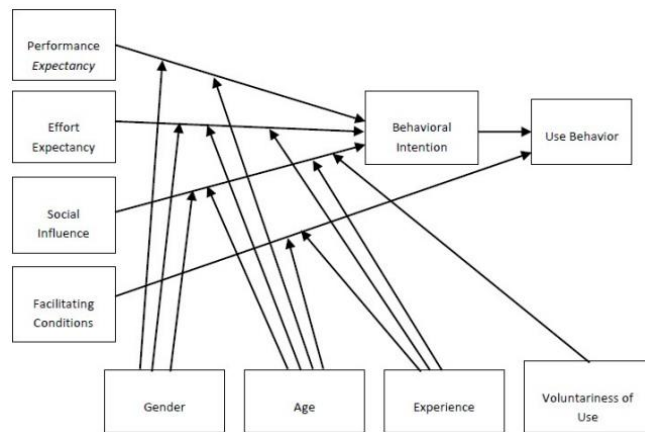 Performance
Expectancy
Effort
Expectancy
Social
Influence
Facilitating
Conditions
Behavioral
Intention
Use Behavior
Gender
Age
Experience
Voluntariness of
Use